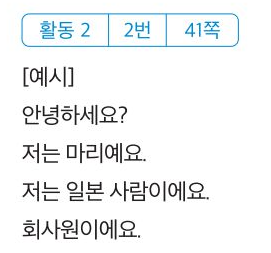 활동 2 2번 41쪽
[예시]
안녕하세요?
저는 마리예요.
저는 일본 사람이에요.
회사원이에요.